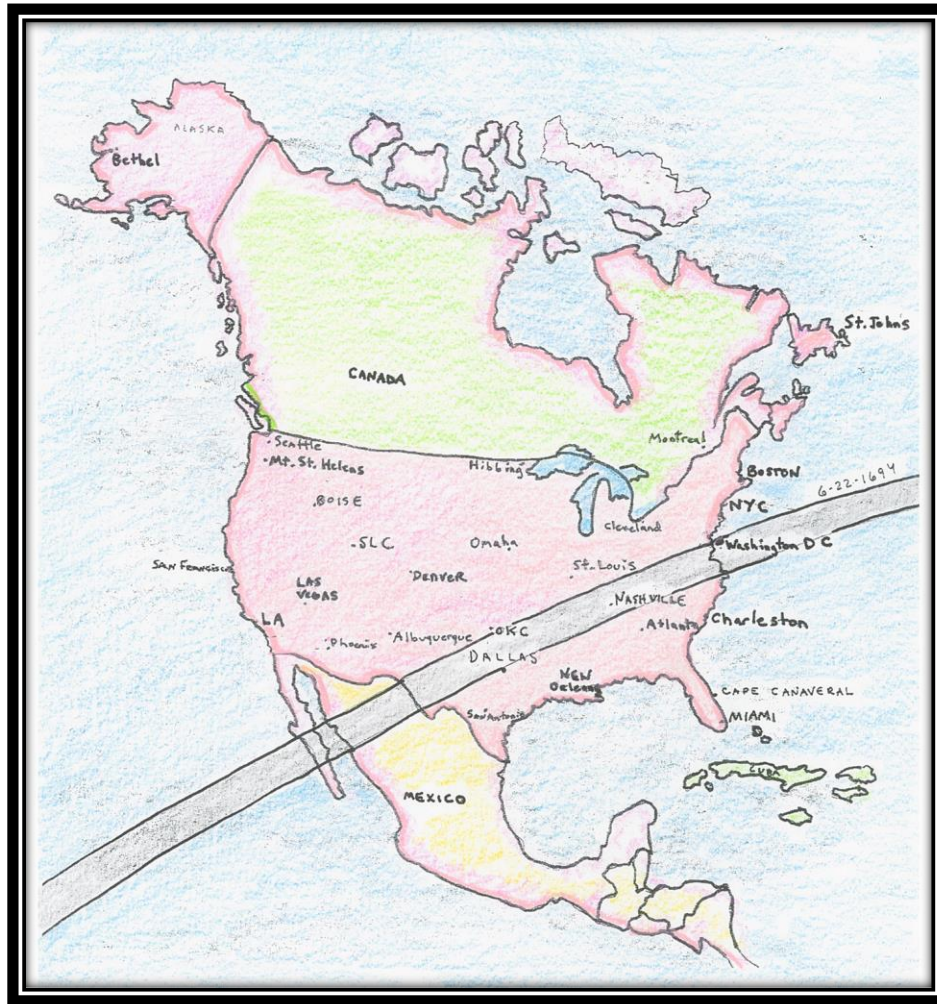 ALASKA
Bethel
St. John's
CANADA
Montreal
Seattle
Mt. St. Helens
Hibbing
BOSTON
6-22-1694
BOISE
NYC
Cleveland
SLC
Omaha
Washington D C
SAN Francisco
DENVER
St. Louis
LAS
VEGAS
NASHVILLE
LA
Atlanta
Charleston
Phoenix
Albuquerque
OKC
DALLAS
NEW
Orleans
CAPE CANAVERAL
San Antonio
MIAMI
CUBA
MEXICO